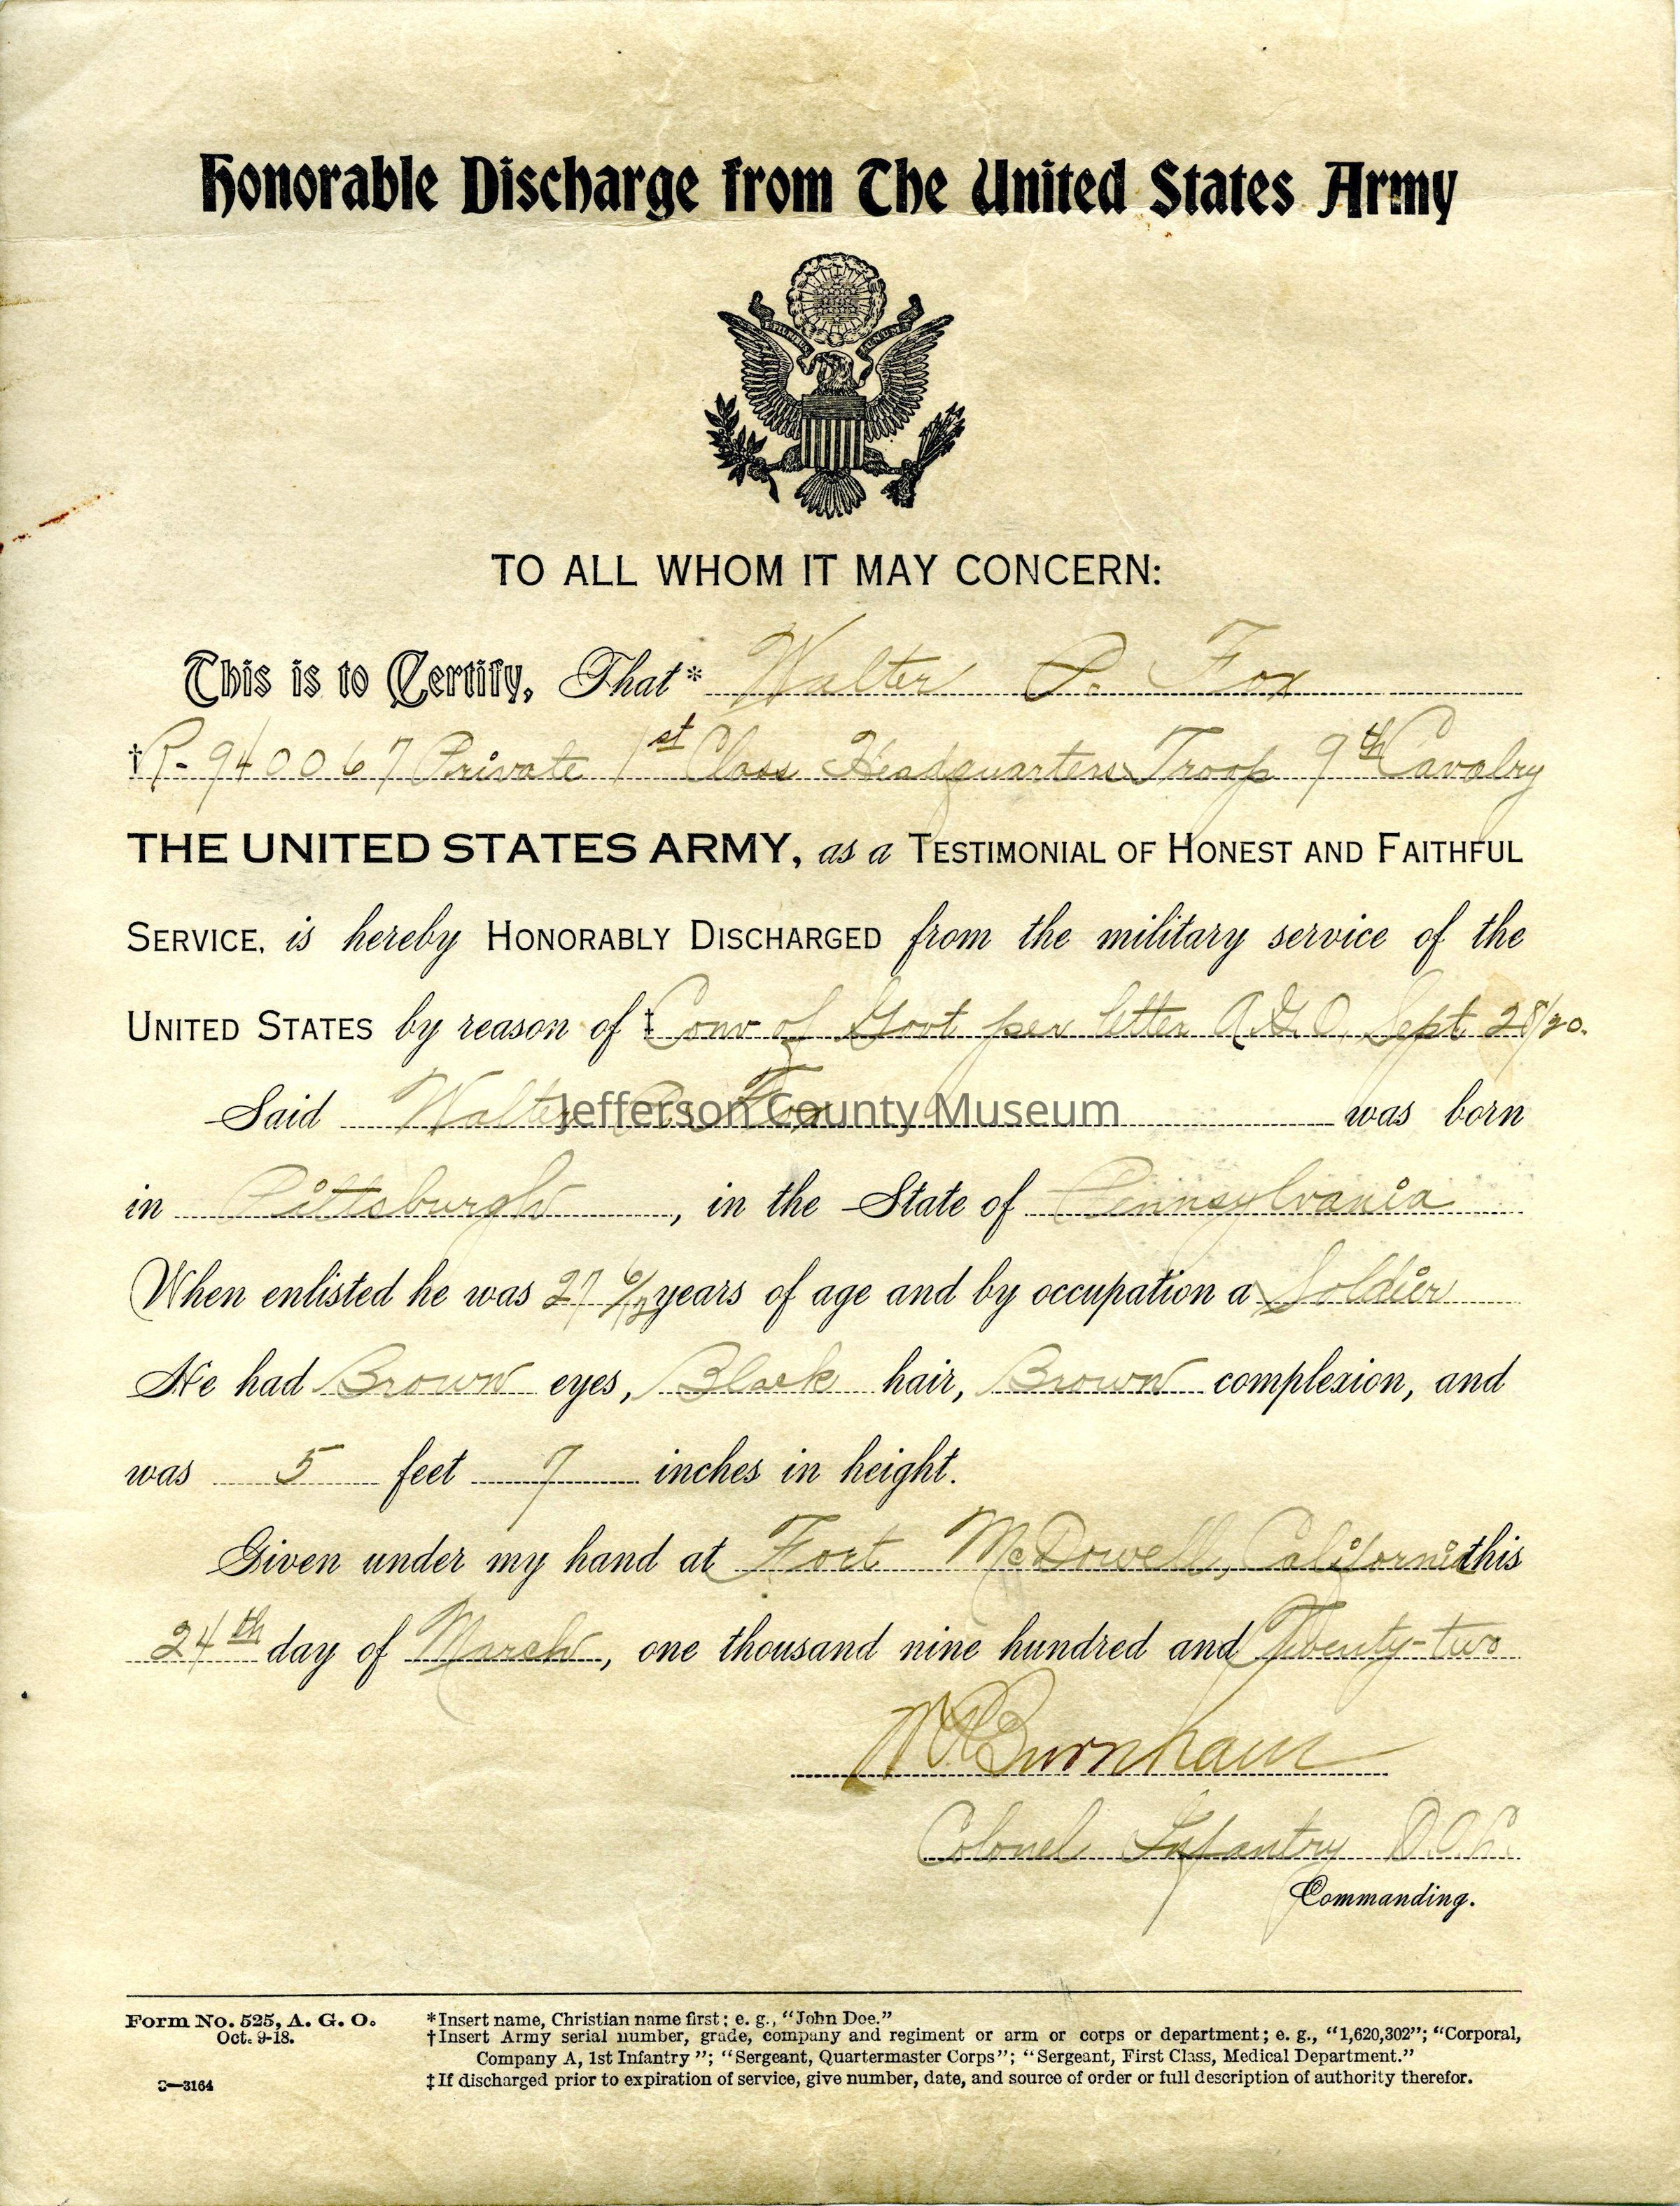 Honorable Discharge from The United States Army
TO ALL WHOM IT MAY CONCERN:
This is to Certify, That* Walter P. Fox
†R-940067 Private 1st Class Headquarters Troop 9th Cavalry
THE UNITED STATES ARMY, as a TESTIMONIAL OF HONEST AND FAITHFUL
SERVICE, is hereby HONORABLY DISCHARGED from the military service of the
UNITED STATES by reason of ‡ Conv of Govt per letter A.G.O. Sept 28/20.
Said Walter P. Fox was born
Jefferson County Museum
in Pittsburgh, in the State of Pennsylvania
When enlisted he was 27 6/12 years of age and by occupation a Soldier
He had Brown eyes, Black hair, Brown complexion, and
was 5 feet 7 inches in height.
Given under my hand at Fort McDowell, California this
24th day of March, one thousand nine hundred and Twenty-two
Burnham
Colonel Infantry D.O.L.
Commanding.
Form No. 525, A. G. O.
Oct. 9-18.
3—3164
*Insert name, Christian name first; e. g., "John Doe."
†Insert Army serial number, grade, company and regiment or arm or corps or department; e. g., "1,620,302"; "Corporal,
Company A, 1st Infantry"; "Sergeant, Quartermaster Corps"; "Sergeant, First Class, Medical Department."
‡If discharged prior to expiration of service, give number, date, and source of order or full description of authority therefor.